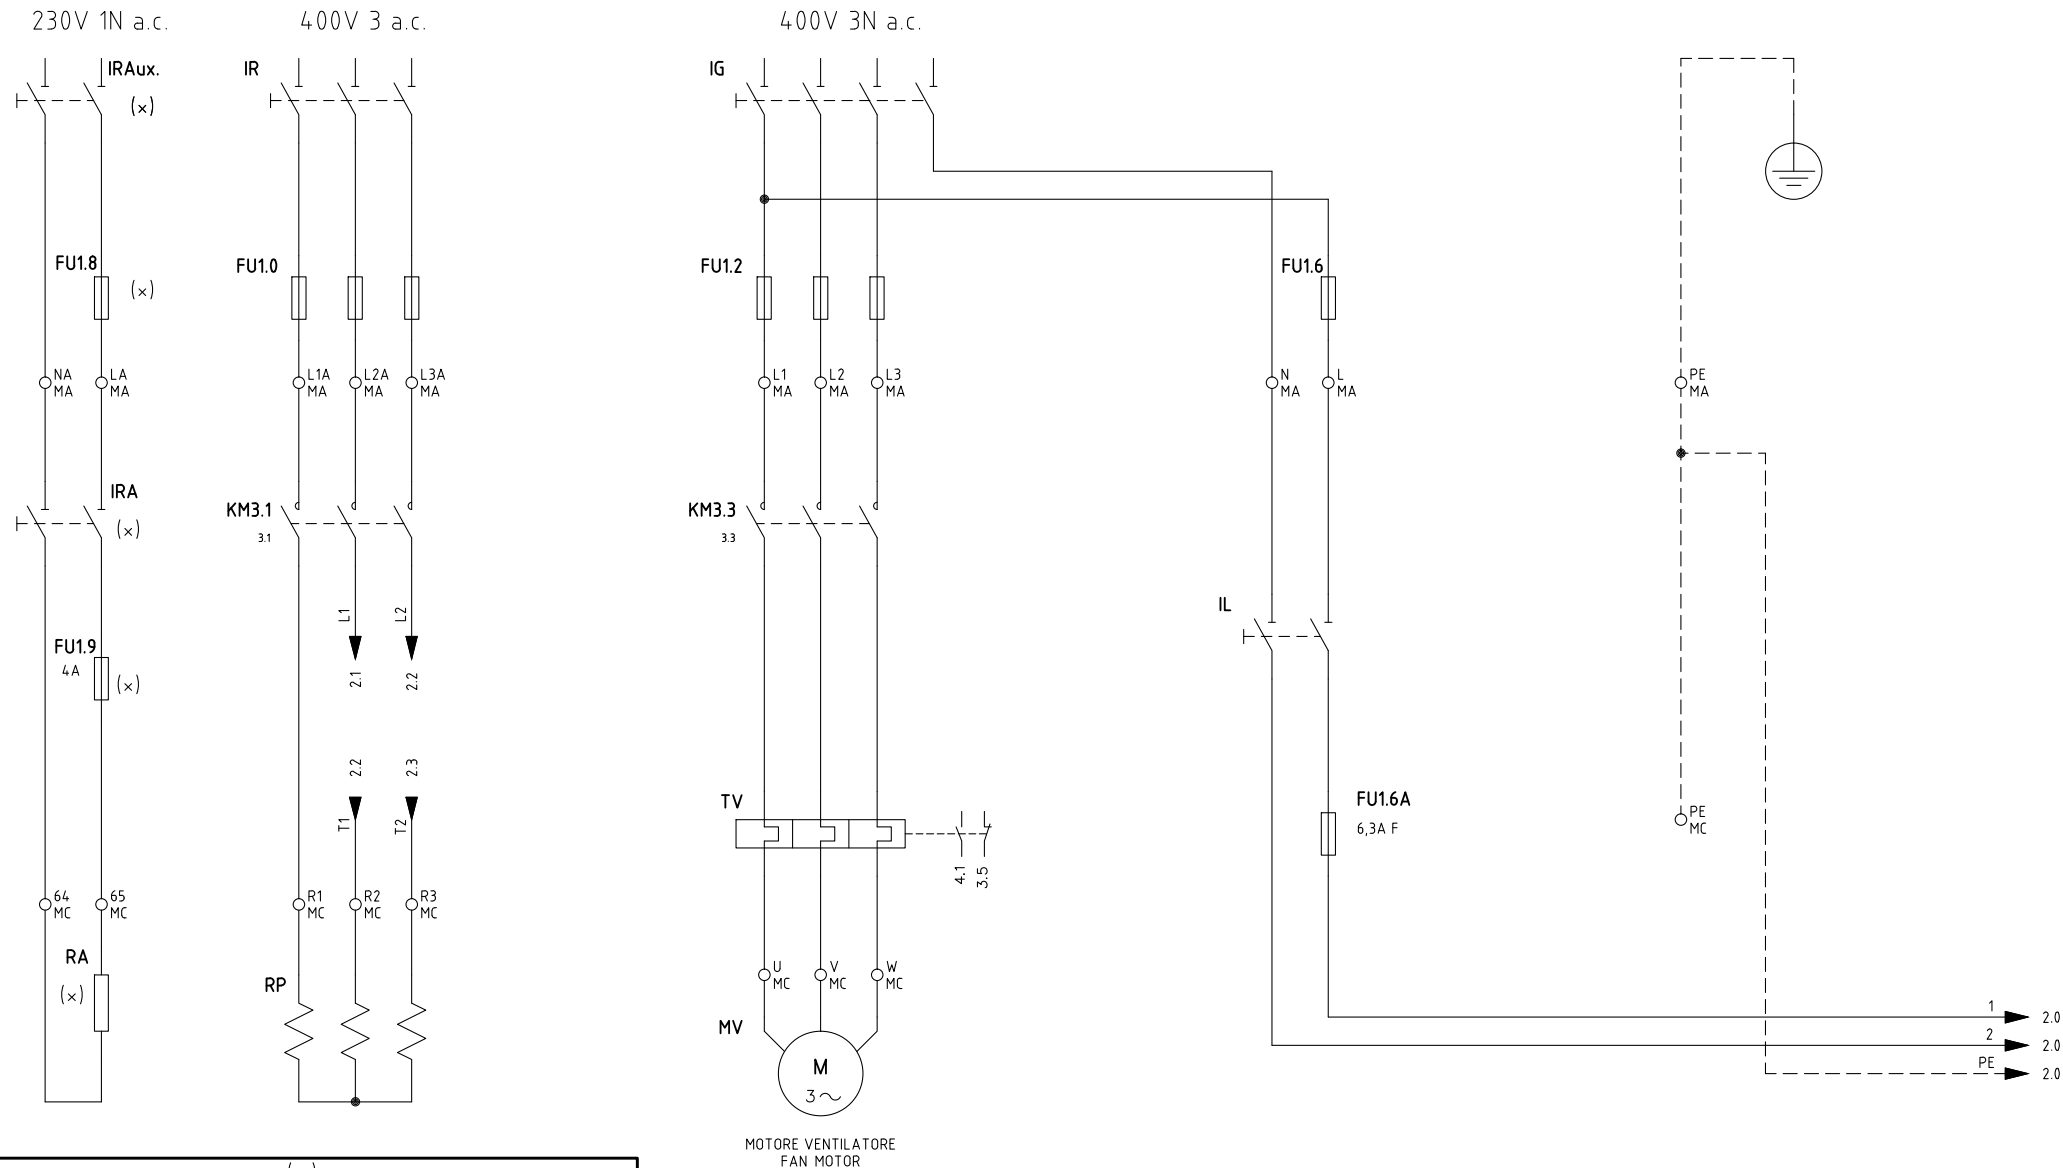 230V 1N a.c.
400V 3 a.c.
400V 3N a.c.
IRAux.
(x)
IR
IG
FU1.8
(x)
FU1.0
FU1.2
FU1.6
NA
MA
LA
MA
L1A
MA
L2A
MA
L3A
MA
L1
MA
L2
MA
L3
MA
N
MA
L
MA
PE
MA
IRA
(x)
KM3.1
3.1
KM3.3
3.3
L1
L2
2.1
2.2
IL
FU1.9
4A
(x)
2.2
2.3
T1
T2
TV
4.1
3.5
FU1.6A
6,3A F
PE
MC
64
MC
65
MC
R1
MC
R2
MC
R3
MC
RA
(x)
RP
U
MC
V
MC
W
MC
MV
M
3~
1
2.0
2
2.0
PE
2.0
MOTORE VENTILATORE
FAN MOTOR